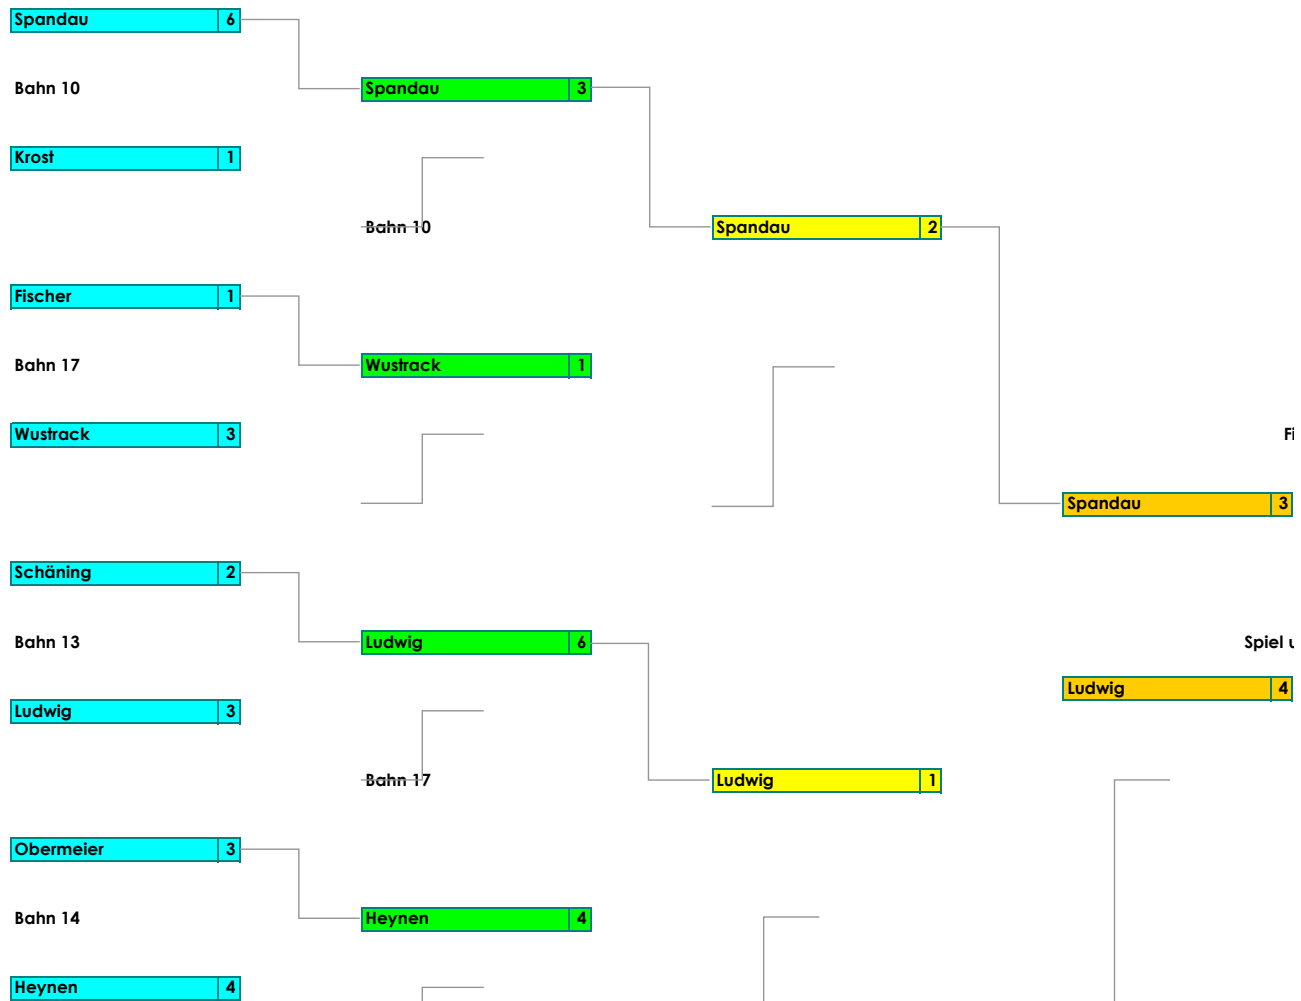 Spandau 6
Bahn 10
Spandau 3
Krost 1
Bahn 10
Spandau 2
Fischer 1
Bahn 17
Wustrack 1
Wustrack 3
Fi
Spandau 3
Schäning 2
Bahn 13
Ludwig 6
Spiel u
Ludwig 4
Ludwig 3
Bahn 17
Ludwig 1
Obermeier 3
Bahn 14
Heynen 4
Heynen 4